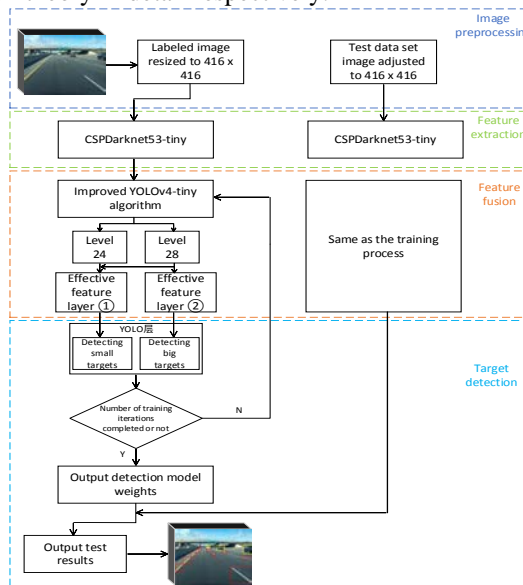 Image
preprocessing
Labeled image
resized to 416 x
416
Test data set
image adjusted
to 416 x 416
Feature
extraction
CSPDarknet53-tiny
CSPDarknet53-tiny
Feature
fusion
Improved YOLOv4-tiny
algorithm
Level
24
Level
28
Same as the training
process
Effective
feature
layer ①
Effective
feature
layer ②
YOLO层
Detecting
small
targets
Detecting
big
targets
Target
detection
Number of training
iterations
completed or not
N
Y
Output detection model
weights
Output test
results